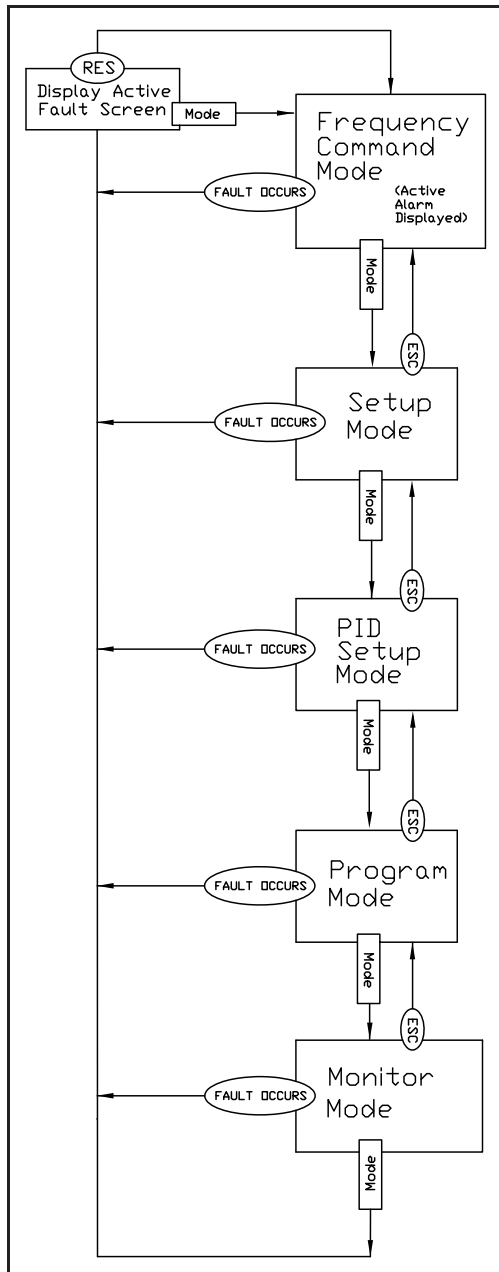 RES
Display Active
Fault Screen
Mode
Frequency
Command
Mode
(Active
Alarm
Displayed)
FAULT OCCURS
Mode
ESC
Setup
Mode
FAULT OCCURS
Mode
ESC
PID
Setup
Mode
FAULT OCCURS
Mode
ESC
Program
Mode
FAULT OCCURS
Mode
ESC
Monitor
Mode
FAULT OCCURS
Mode